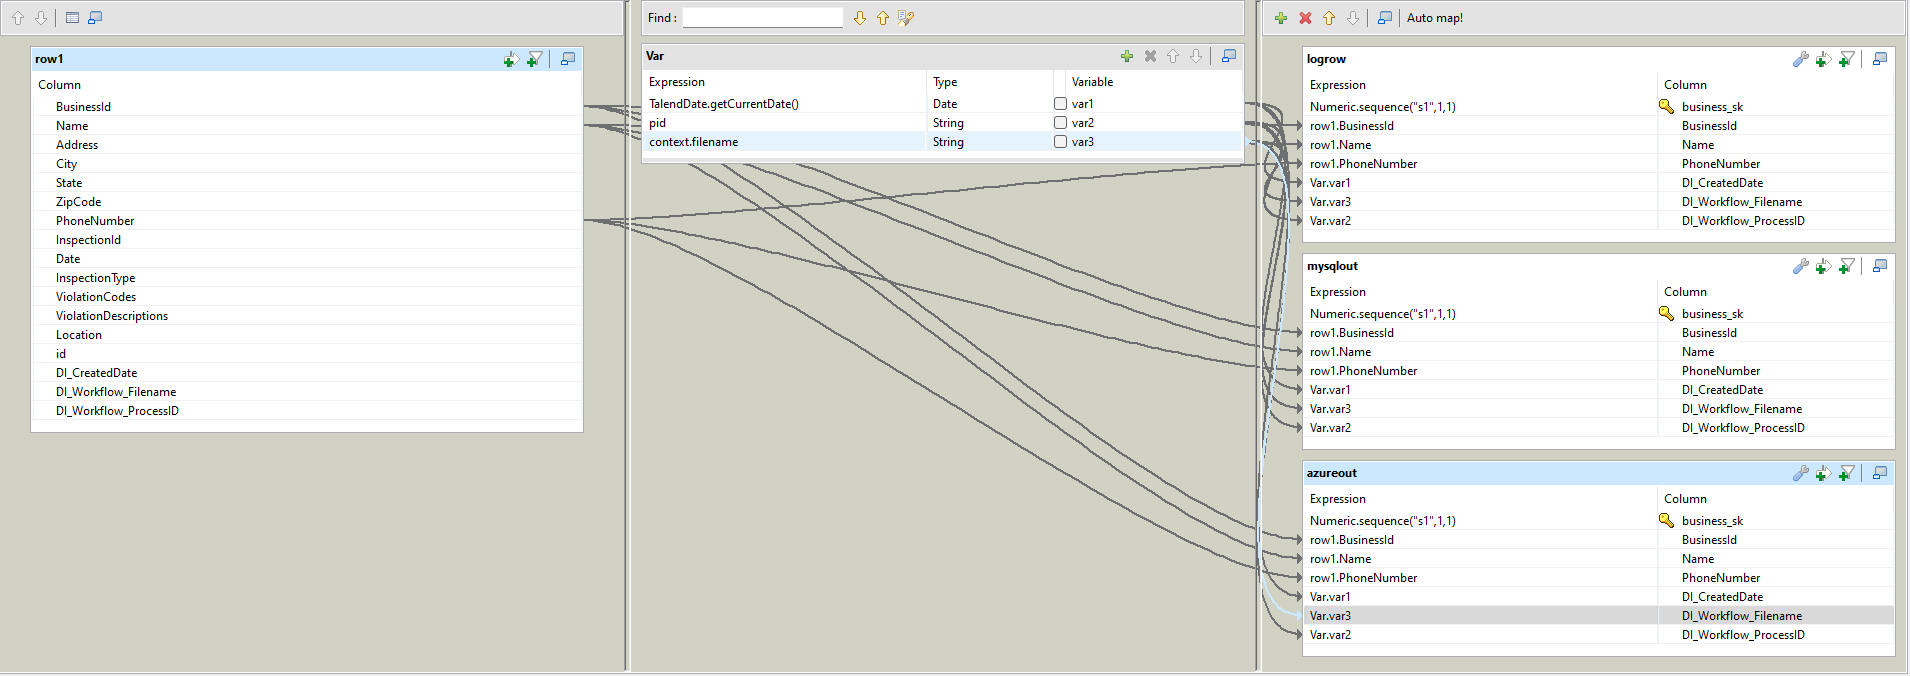 Find :
Auto map!
row1
Column
BusinessId
Name
Address
City
State
ZipCode
PhoneNumber
InspectionId
Date
InspectionType
ViolationCodes
ViolationDescriptions
Location
id
DI_CreatedDate
DI_Workflow_Filename
DI_Workflow_ProcessID
Var
Expression Type Variable
TalendDate.getCurrentDate() Date var1
pid String var2
context.filename String var3
logrow
Expression Column
Numeric.sequence("s1",1,1) business_sk
row1.BusinessId BusinessId
row1.Name Name
row1.PhoneNumber PhoneNumber
Var.var1 DI_CreatedDate
Var.var3 DI_Workflow_Filename
Var.var2 DI_Workflow_ProcessID
mysqlout
Expression Column
Numeric.sequence("s1",1,1) business_sk
row1.BusinessId BusinessId
row1.Name Name
row1.PhoneNumber PhoneNumber
Var.var1 DI_CreatedDate
Var.var3 DI_Workflow_Filename
Var.var2 DI_Workflow_ProcessID
azureout
Expression Column
Numeric.sequence("s1",1,1) business_sk
row1.BusinessId BusinessId
row1.Name Name
row1.PhoneNumber PhoneNumber
Var.var1 DI_CreatedDate
Var.var3 DI_Workflow_Filename
Var.var2 DI_Workflow_ProcessID